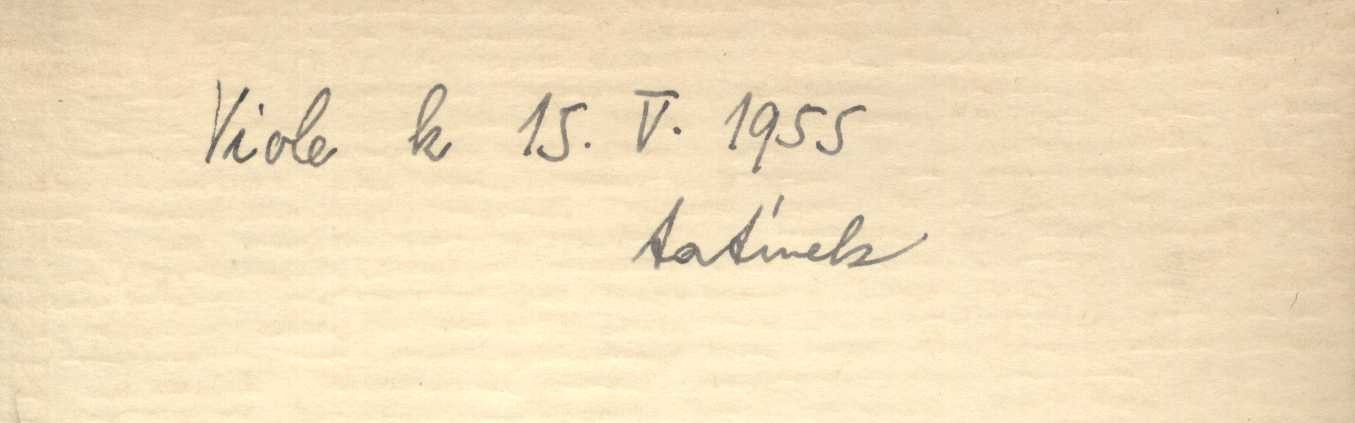 Viole k 15. V. 1955
tatínek